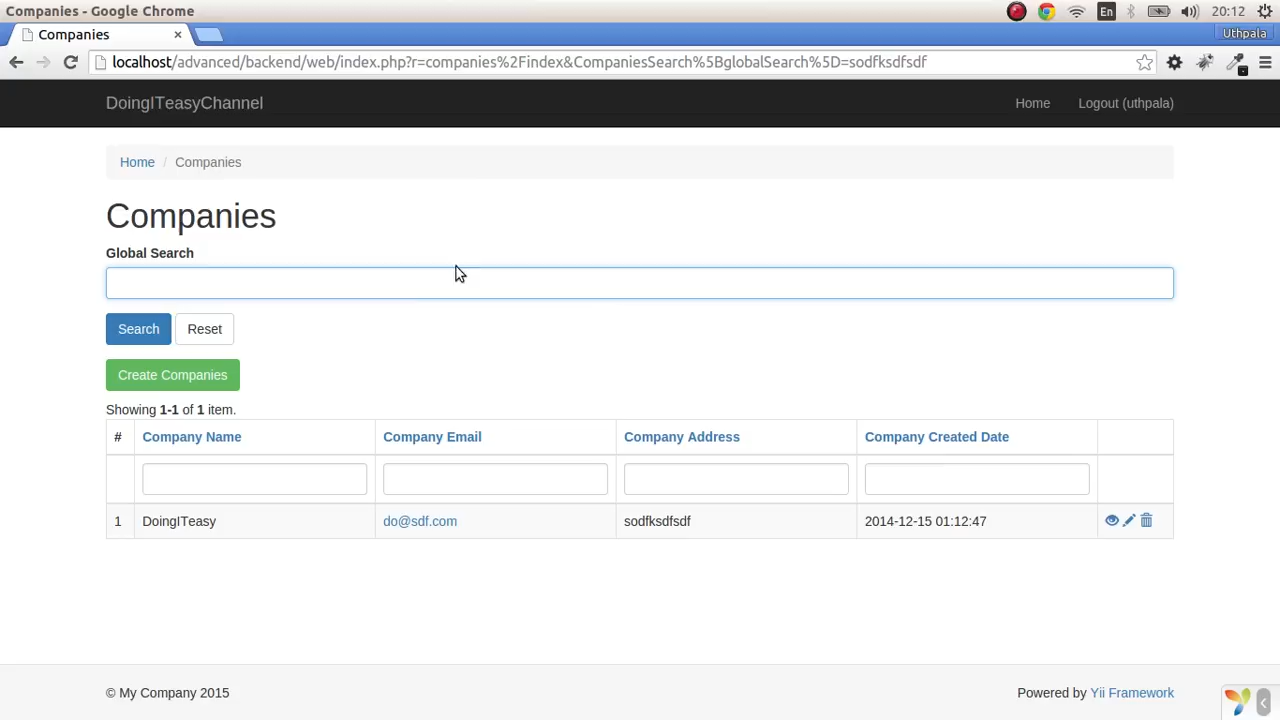 Companies - Google Chrome
En
20:12
Companies
Uthpala
localhost/advanced/backend/web/index.php?r=companies%2Findex&CompaniesSearch%5BglobalSearch%5D=sodfksdfsdf
DoingITeasyChannel
Home
Logout (uthpala)
Home / Companies
Companies
Global Search
Search
Reset
Create Companies
Showing 1-1 of 1 item.
# Company Name Company Email Company Address Company Created Date
1 DoingITeasy do@sdf.com sodfksdfsdf 2014-12-15 01:12:47
© My Company 2015
Powered by Yii Framework